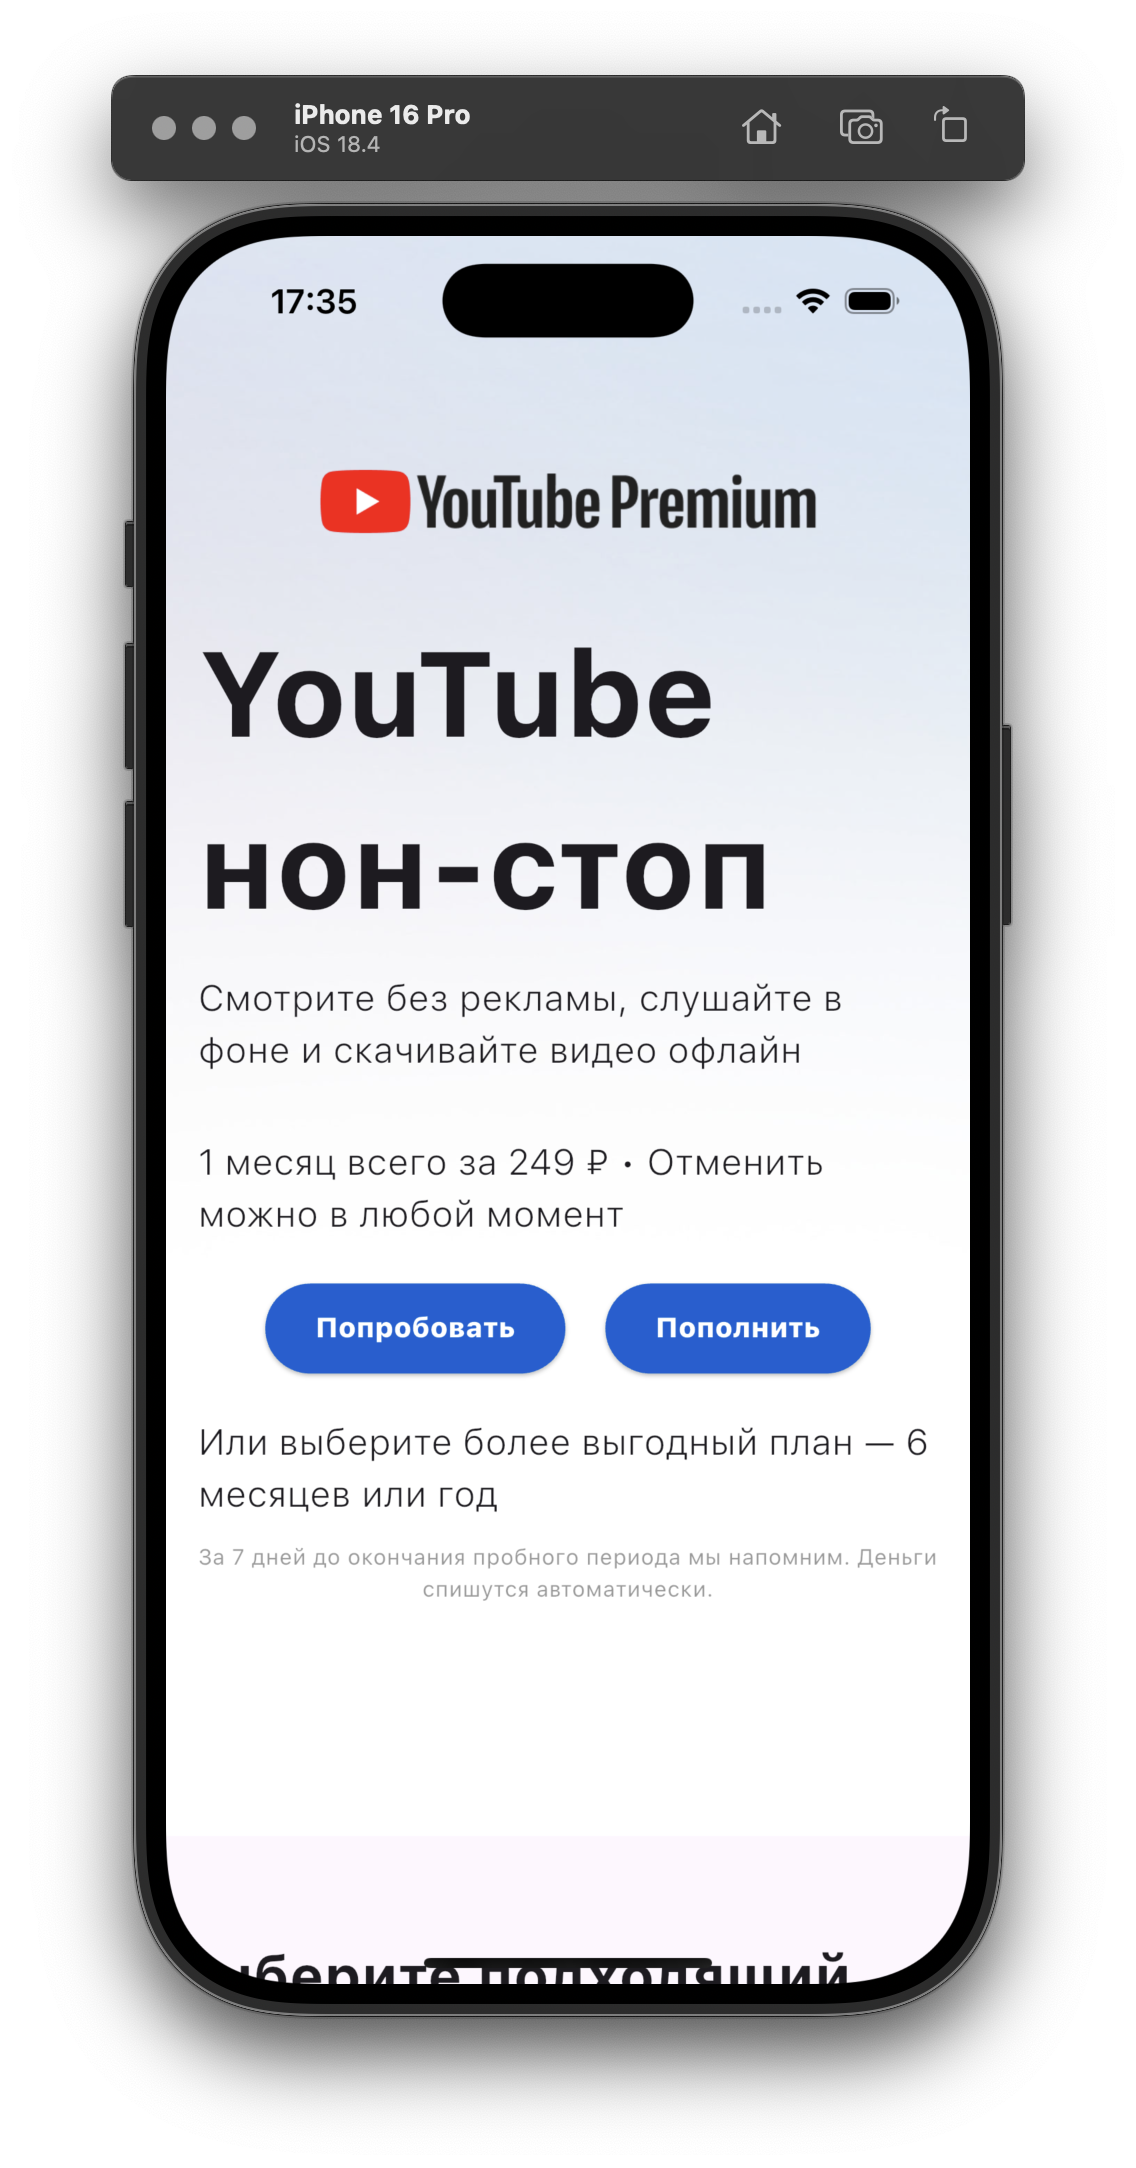 iPhone 16 Pro
iOS 18.4
17:35
YouTube Premium
YouTube
нон-стоп
Смотрите без рекламы, слушайте в
фоне и скачивайте видео офлайн
1 месяц всего за 249 ₽ • Отменить
можно в любой момент
Попробовать Пополнить
Или выберите более выгодный план — 6
месяцев или год
За 7 дней до окончания пробного периода мы напомним. Деньги
спишутся автоматически.
подходящий